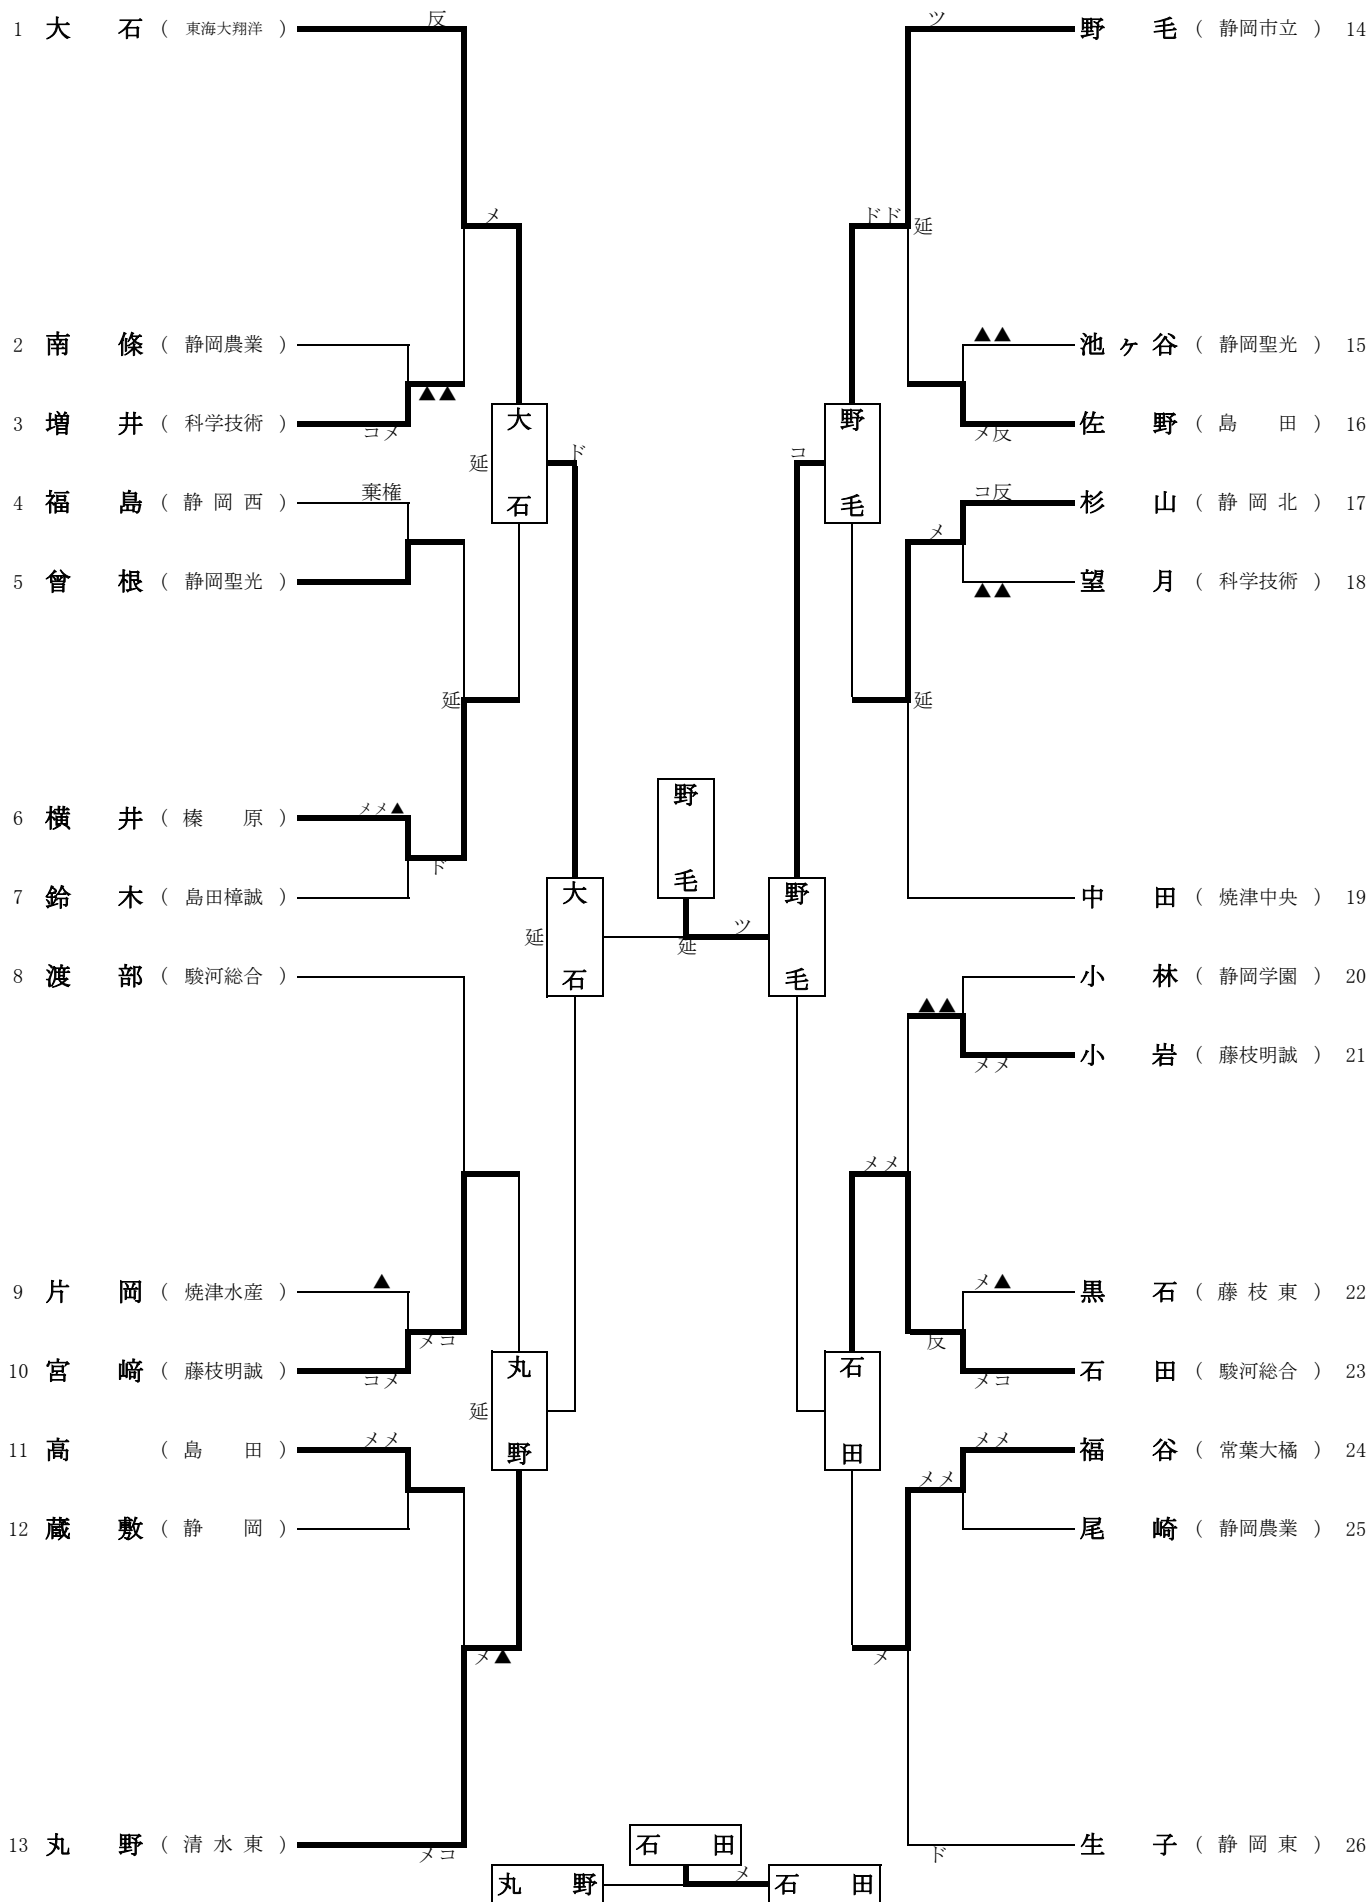 反
ツ
1 大 石 ( 東海大翔洋 )
野 毛 ( 静岡市立 ) 14
メ
ドド
延
2 南 條 ( 静岡農業 )
▲▲
池 ヶ 谷 ( 静岡聖光 ) 15
▲▲
3 増 井 ( 科学技術 )
コメ
大石
延
ド
野毛
コ
佐 野 ( 島 田 ) 16
メ反
4 福 島 ( 静 岡 西 )
棄権
コ反
杉 山 ( 静 岡 北 ) 17
メ
5 曾 根 ( 静岡聖光 )
望 月 ( 科学技術 ) 18
▲▲
延
延
6 横 井 ( 榛 原 )
メメ▲
ド
野毛
7 鈴 木 ( 島田樟誠 )
中 田 ( 焼津中央 ) 19
大石
延
ツ
延
野毛
8 渡 部 ( 駿河総合 )
小 林 ( 静岡学園 ) 20
▲▲
小 岩 ( 藤枝明誠 ) 21
メメ
メメ
9 片 岡 ( 焼津水産 )
▲
メ▲
黒 石 ( 藤 枝 東 ) 22
メコ
反
10 宮 﨑 ( 藤枝明誠 )
コメ
丸野
延
石田
石 田 ( 駿河総合 ) 23
メコ
11 高 ( 島 田 )
メメ
メメ
福 谷 ( 常葉大橘 ) 24
メメ
12 蔵 敷 ( 静 岡 )
尾 崎 ( 静岡農業 ) 25
メ▲
メ
13 丸 野 ( 清 水 東 )
メコ
生 子 ( 静 岡 東 ) 26
ド
石 田
メ
丸 野
石 田